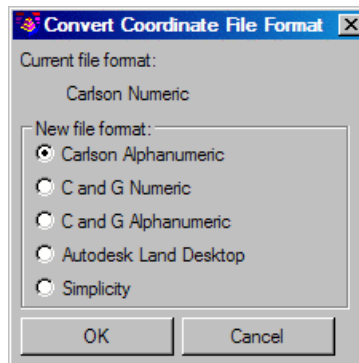 Convert Coordinate File Format
Current file format:
Carlson Numeric
New file format:
Carlson Alphanumeric
C and G Numeric
C and G Alphanumeric
Autodesk Land Desktop
Simplicity
OK Cancel